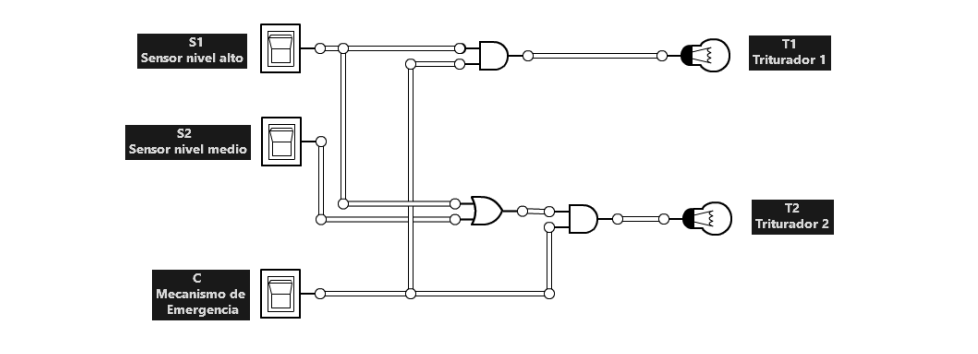 S1
Sensor nivel alto
T1
Triturador 1
S2
Sensor nivel medio
T2
Triturador 2
C
Mecanismo de
Emergencia